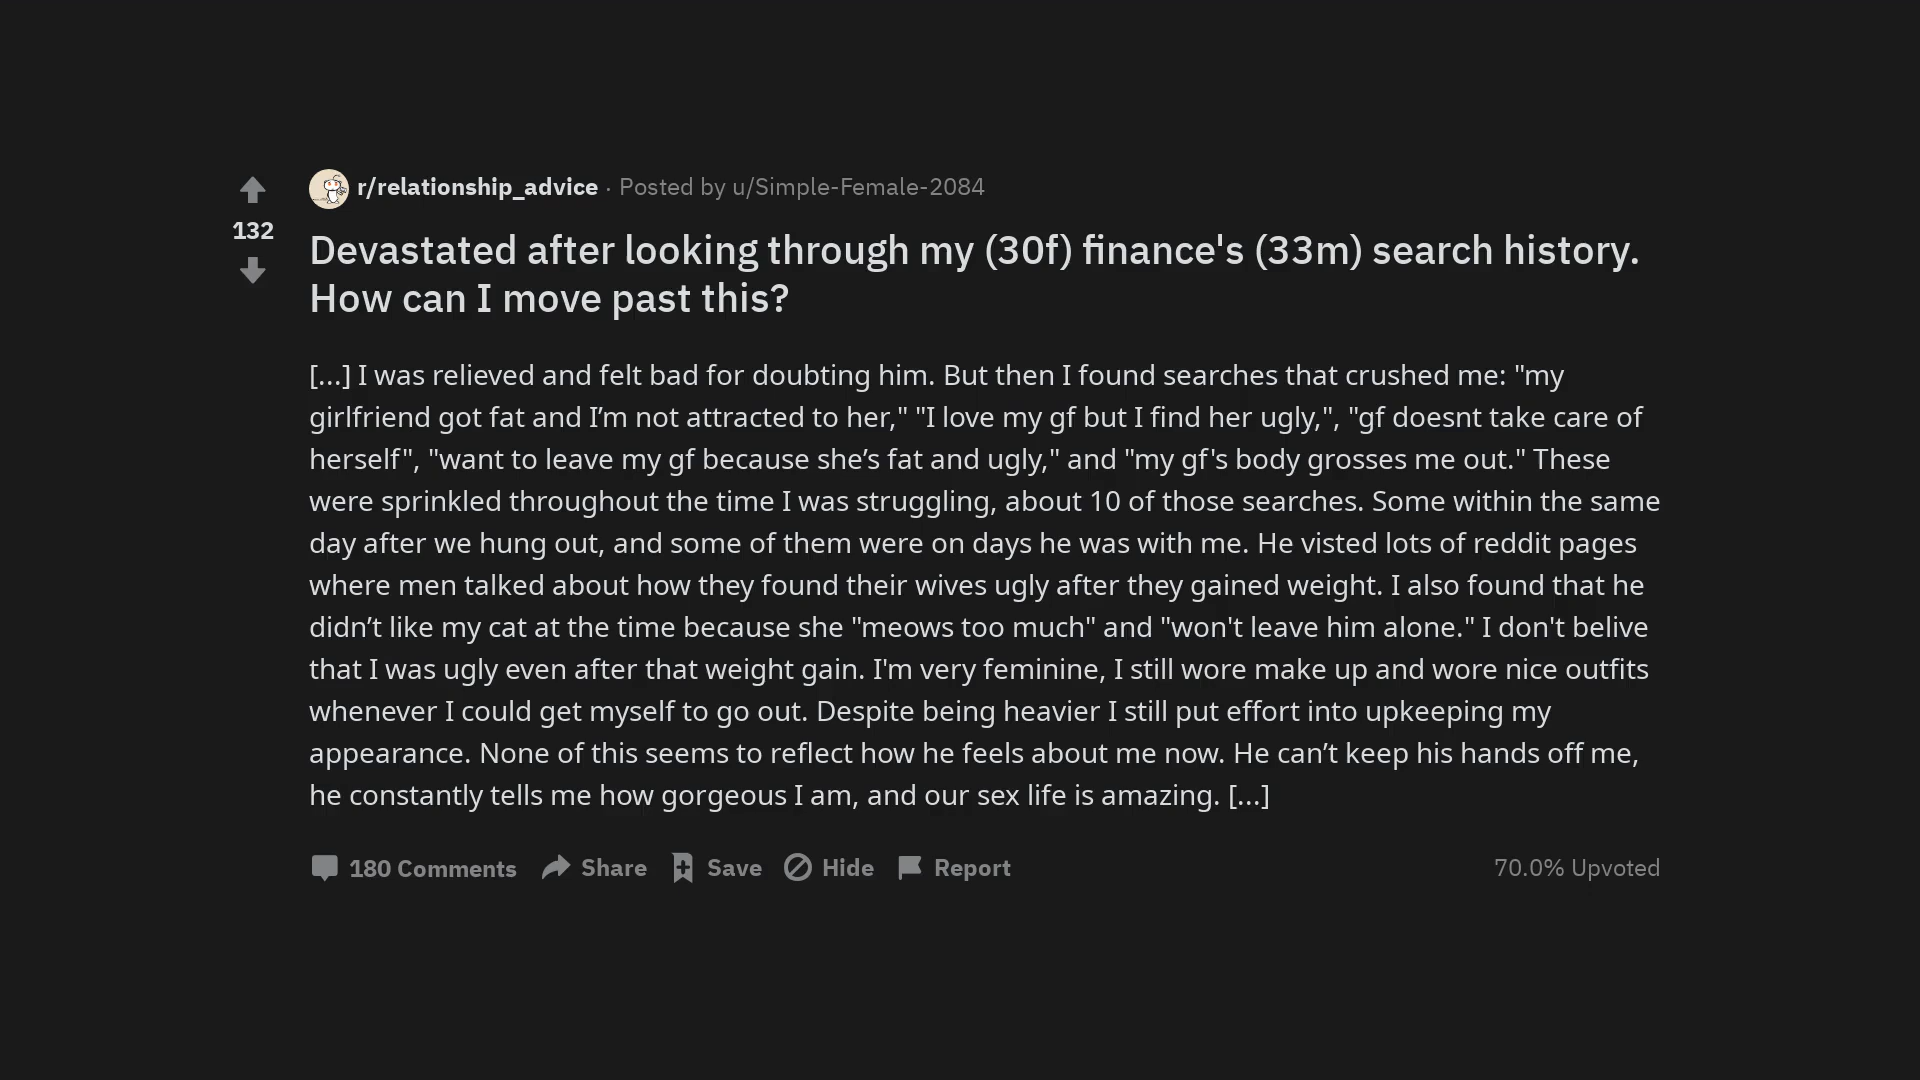 r/relationship_advice · Posted by u/Simple-Female-2084
132
Devastated after looking through my (30f) finance's (33m) search history.
How can I move past this?
[...] I was relieved and felt bad for doubting him. But then I found searches that crushed me: "my
girlfriend got fat and I’m not attracted to her," "I love my gf but I find her ugly,", "gf doesnt take care of
herself", "want to leave my gf because she’s fat and ugly," and "my gf's body grosses me out." These
were sprinkled throughout the time I was struggling, about 10 of those searches. Some within the same
day after we hung out, and some of them were on days he was with me. He visted lots of reddit pages
where men talked about how they found their wives ugly after they gained weight. I also found that he
didn’t like my cat at the time because she "meows too much" and "won't leave him alone." I don't belive
that I was ugly even after that weight gain. I'm very feminine, I still wore make up and wore nice outfits
whenever I could get myself to go out. Despite being heavier I still put effort into upkeeping my
appearance. None of this seems to reflect how he feels about me now. He can’t keep his hands off me,
he constantly tells me how gorgeous I am, and our sex life is amazing. [...]
180 Comments Share Save Hide Report 70.0% Upvoted